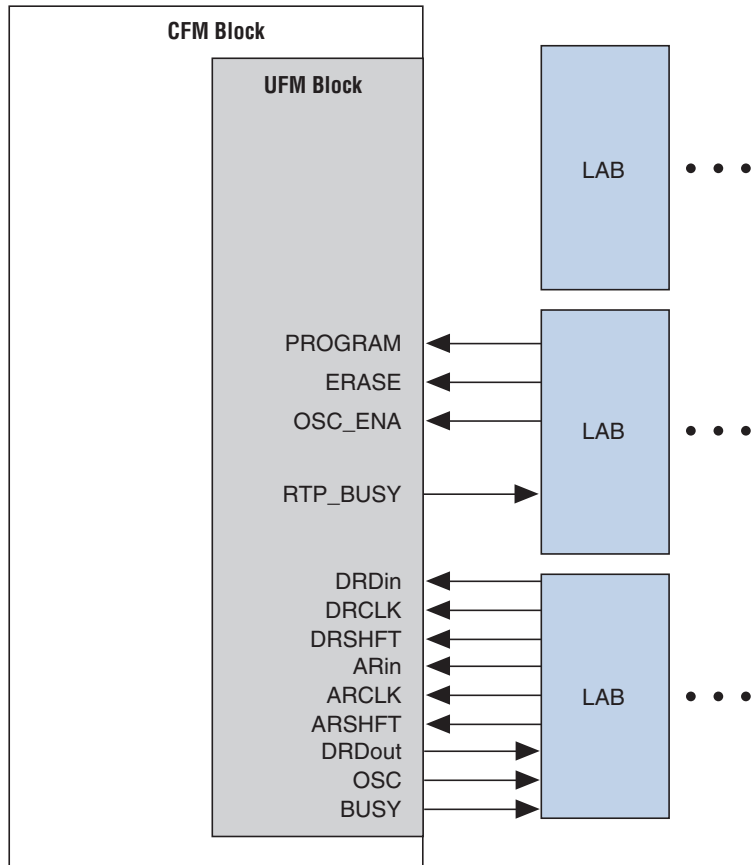 CFM Block
UFM Block
LAB
PROGRAM
ERASE
OSC_ENA
RTP_BUSY
LAB
DRDin
DRCLK
DRSHFT
ARin
ARCLK
ARSHFT
DRDout
OSC
BUSY
LAB